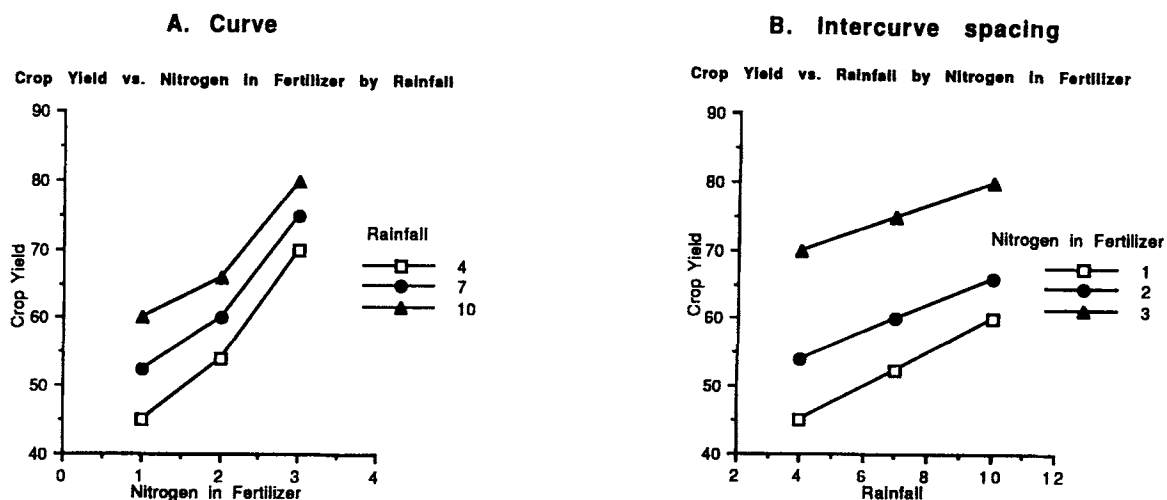 A. Curve
Crop Yield vs. Nitrogen in Fertilizer by Rainfall
90
80
70
60
50
40
Crop Yield
0
1
2
3
4
Nitrogen in Fertilizer
Rainfall
4
7
10
B. Intercurve spacing
Crop Yield vs. Rainfall by Nitrogen in Fertilizer
90
80
70
60
50
40
Crop Yield
2
4
6
8
10
12
Rainfall
Nitrogen in Fertilizer
1
2
3